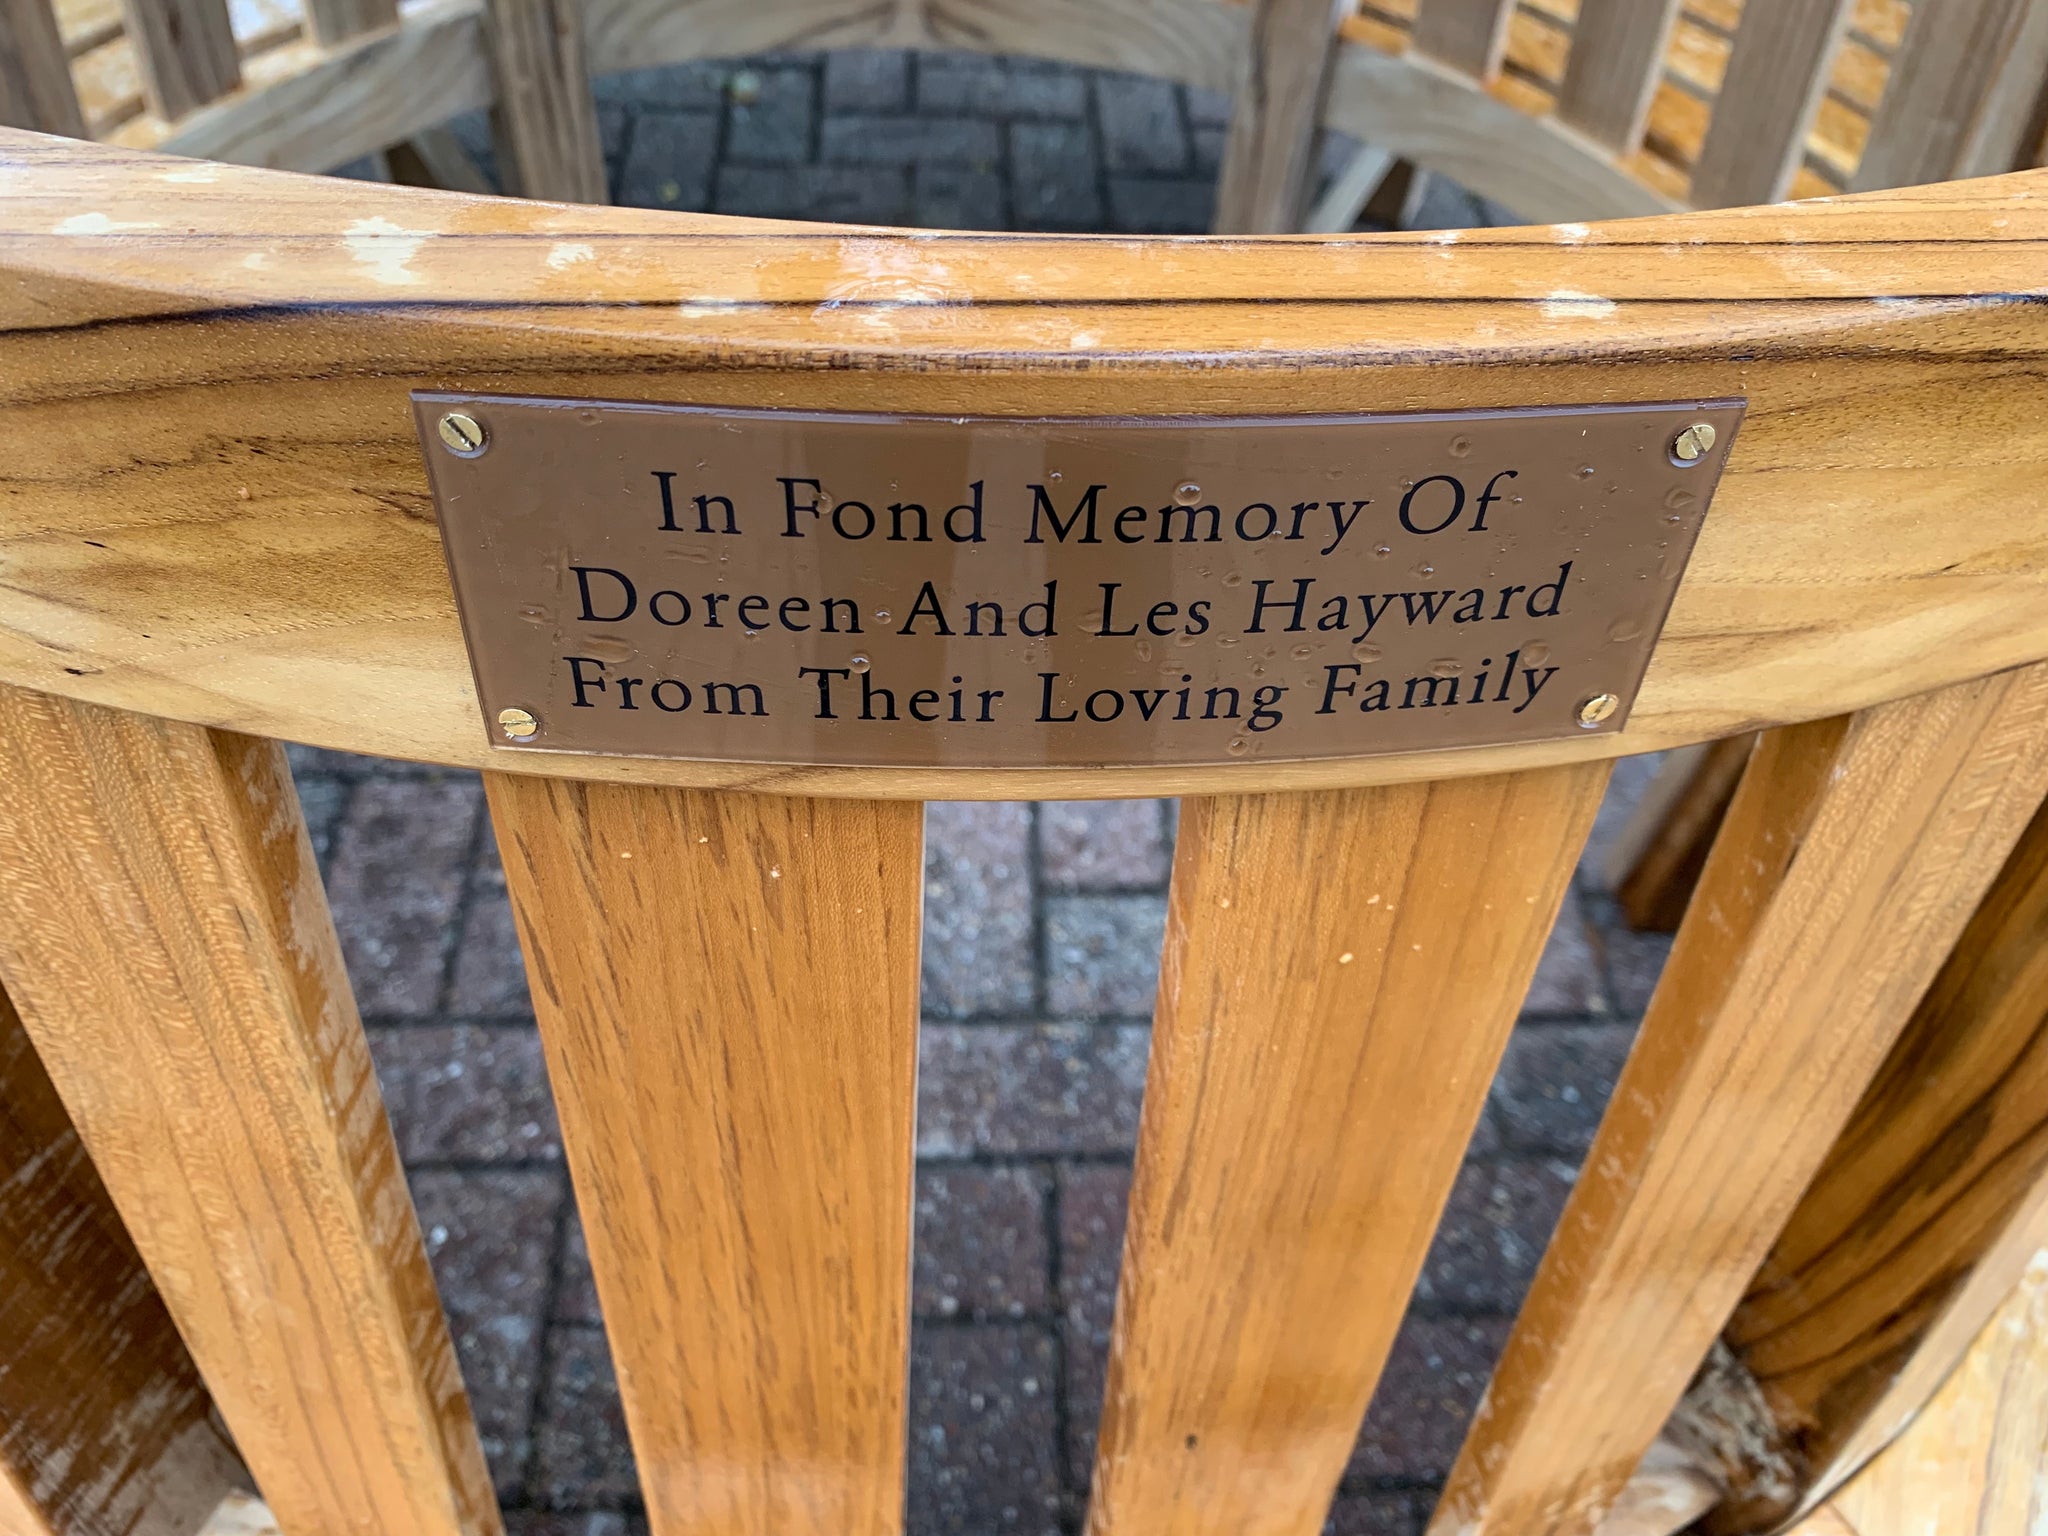 In Fond Memory Of
Doreen And Les Hayward
From Their Loving Family